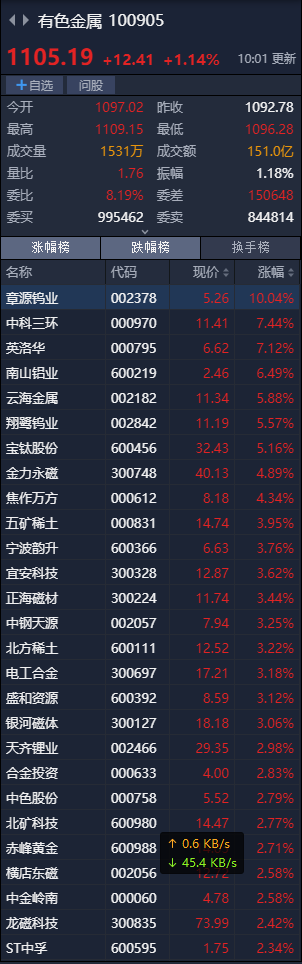 有色金属 100905
1105.19 +12.41 +1.14% 10:01 更新
+自选 问股
今开 1097.02 昨收 1092.78
最高 1109.15 最低 1096.28
成交量 1531万 成交额 151.0亿
量比 1.76 振幅 1.18%
委比 8.19% 委差 150648
委买 995462 委卖 844814
涨幅榜 跌幅榜 换手榜
名称 代码 现价 涨幅
章源钨业 002378 5.26 10.04%
中科三环 000970 11.41 7.44%
英洛华 000795 6.62 7.12%
南山铝业 600219 2.46 6.49%
云海金属 002182 11.34 5.88%
翔鹭钨业 002842 11.19 5.57%
宝钛股份 600456 32.43 5.16%
金力永磁 300748 40.13 4.89%
焦作万方 000612 8.18 4.34%
五矿稀土 000831 14.74 3.95%
宁波韵升 600366 6.63 3.76%
宜安科技 300328 12.87 3.62%
正海磁材 300224 11.74 3.44%
中钢天源 002057 7.94 3.25%
北方稀土 600111 12.52 3.22%
电工合金 300697 17.21 3.18%
盛和资源 600392 8.59 3.12%
银河磁体 300127 18.18 3.06%
天齐锂业 002466 29.35 2.98%
合金投资 000633 4.00 2.83%
中色股份 000758 5.52 2.79%
北矿科技 600980 14.47 2.77%
赤峰黄金 600988 2.71%
↑ 0.6 KB/s
↓ 45.4 KB/s
横店东磁 002056 2.58%
中金岭南 000060 4.78 2.58%
龙磁科技 300835 73.99 2.42%
ST中孚 600595 1.75 2.34%